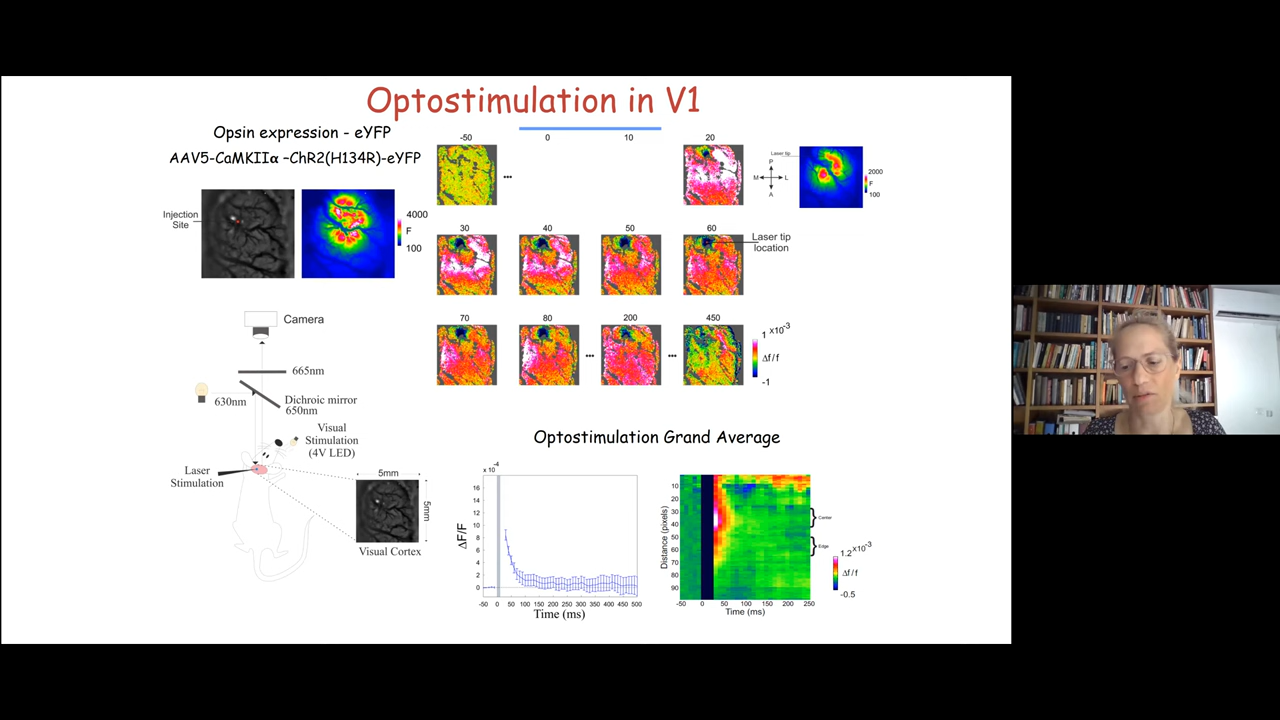 Optostimulation in V1
Opsin expression - eYFP
AAV5-CaMKIIα –ChR2(H134R)-eYFP
Injection
Site
4000
F
100
-50
0
10
20
•••
Laser tip
P
M
L
A
2000
F
100
30
40
50
60
Laser tip
location
70
80
200
450
•••
•••
1 x10-3
Δf/f
-1
Camera
665nm
630nm
Dichroic mirror
650nm
Visual
Stimulation
(4V LED)
Laser
Stimulation
5mm
5mm
Visual Cortex
Optostimulation Grand Average
x 10 -4
16
14
12
10
8
6
4
2
0
ΔF/F
-50 0 50 100 150 200 250 300 350 400 450 500
Time (ms)
Distance (pixels)
10
20
30
40
50
60
70
80
90
-50 0 50 100 150 200 250
Time (ms)
Center
Edge
1.2 x10-3
Δf/f
-0.5